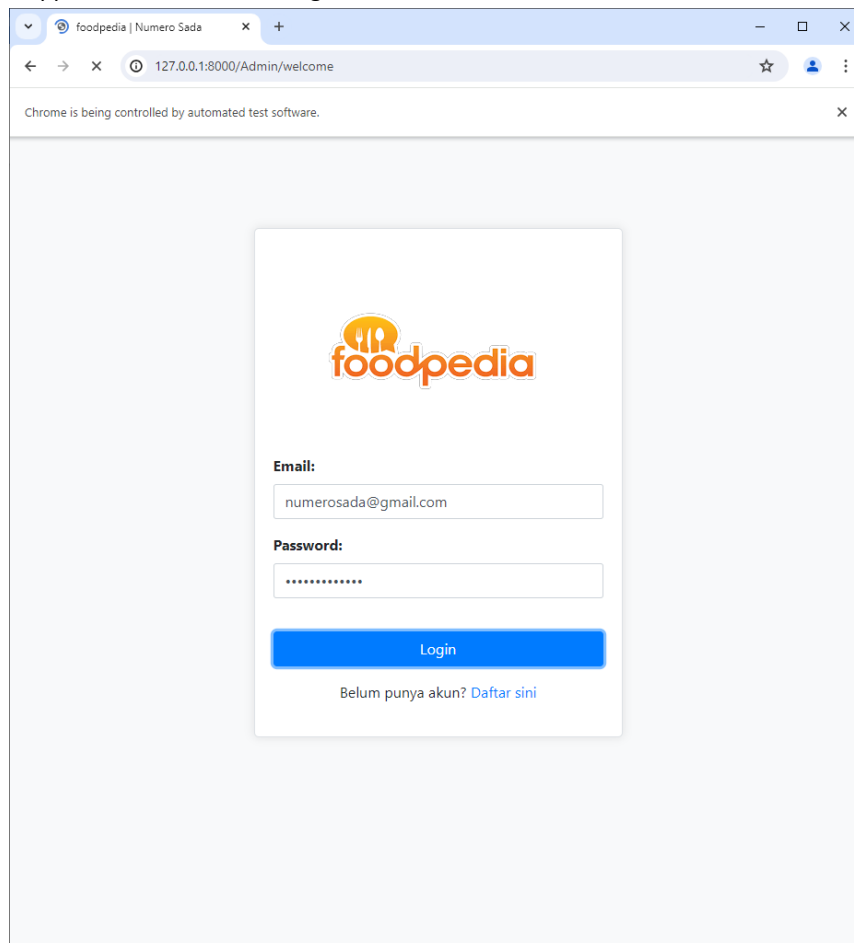 foodpedia | Numero Sada
127.0.0.1:8000/Admin/welcome
Chrome is being controlled by automated test software.
foodpedia
Email:
numerosada@gmail.com
Password:
•••••••••••••
Login
Belum punya akun? Daftar sini